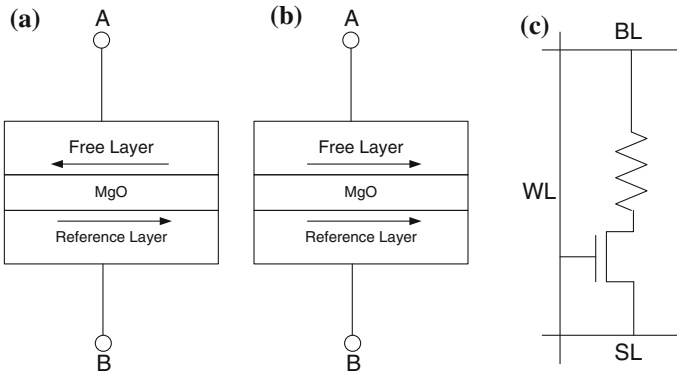 (a)
A
Free Layer
MgO
Reference Layer
B
(b)
A
Free Layer
MgO
Reference Layer
B
(c)
BL
WL
SL